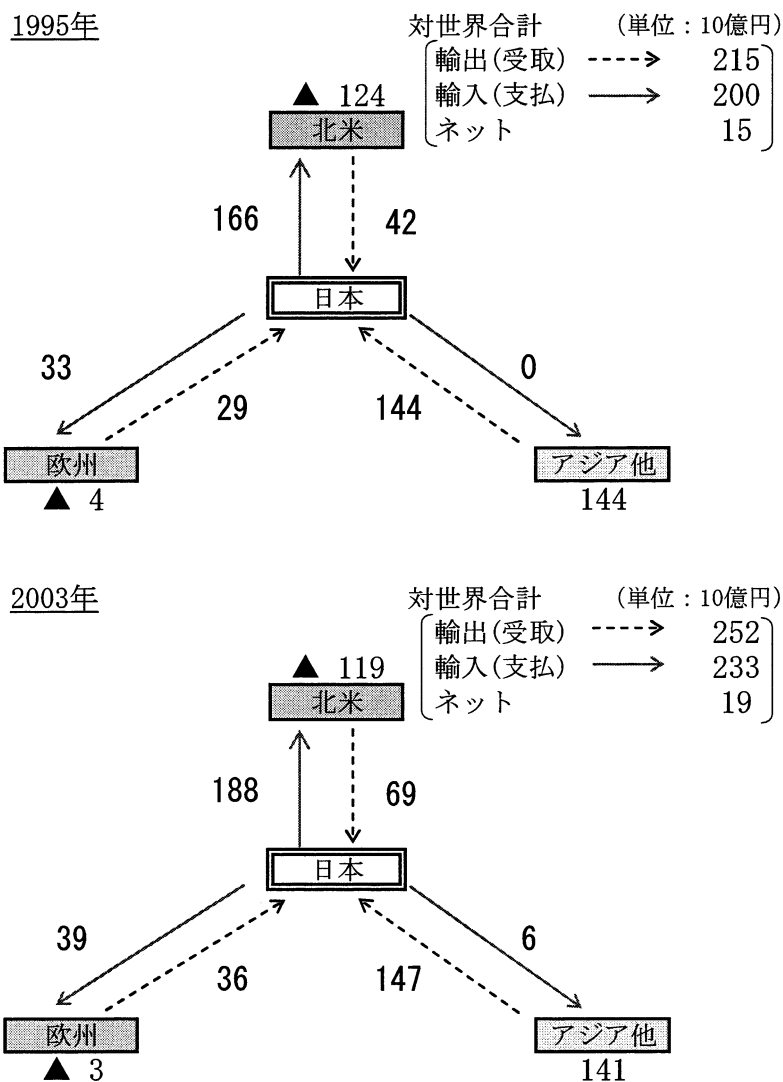 1995年
対世界合計 (単位：10億円)
輸出(受取) 215
輸入(支払) 200
ネット 15
▲ 124
北米
166 42
日本
33 0
29 144
欧州 アジア他
▲ 4 144
2003年
対世界合計 (単位：10億円)
輸出(受取) 252
輸入(支払) 233
ネット 19
▲ 119
北米
188 69
日本
39 6
36 147
欧州 アジア他
▲ 3 141